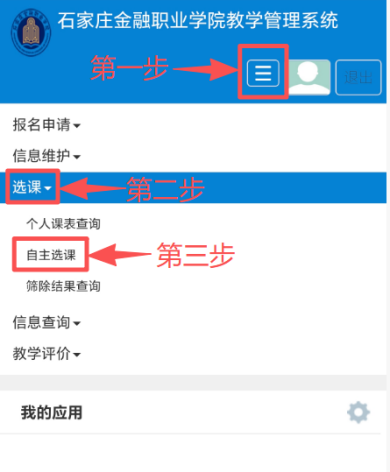 石家庄金融职业学院教学管理系统
第一步
退出
报名申请
信息维护
选课 第二步
个人课表查询
自主选课 第三步
筛除结果查询
信息查询
教学评价
我的应用